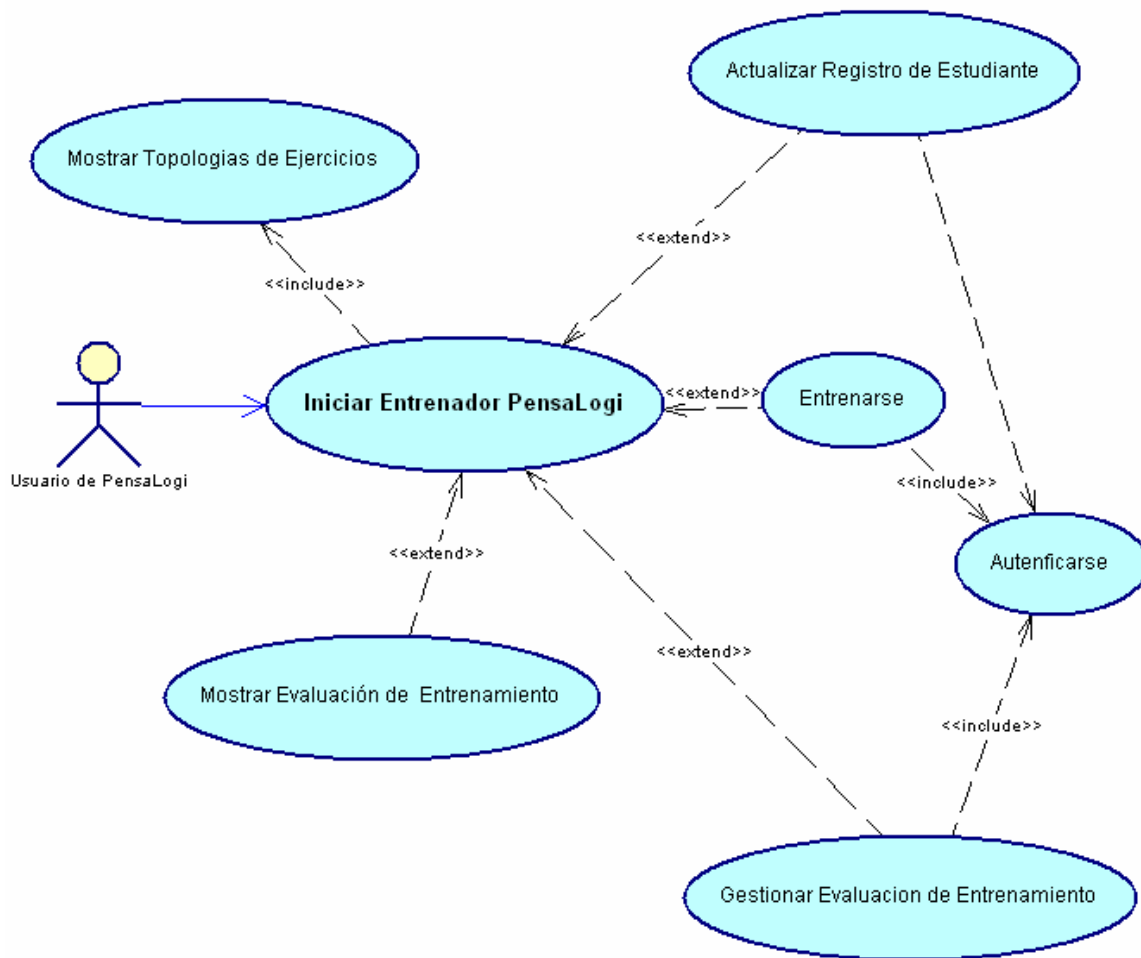 Actualizar Registro de Estudiante
Mostrar Topologias de Ejercicios
<<extend>>
<<include>>
Iniciar Entrenador PensaLogi
<<extend>>
Entrenarse
Usuario de PensaLogi
<<include>>
<<extend>>
Autenficarse
<<extend>>
Mostrar Evaluación de Entrenamiento
<<include>>
Gestionar Evaluacion de Entrenamiento